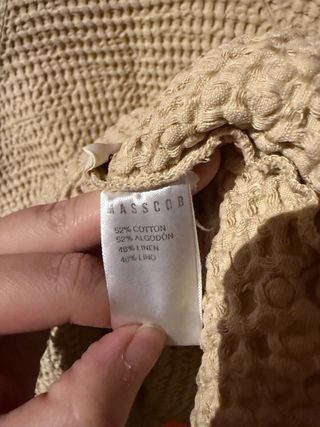 MASSCOB
52% COTTON
52% ALGODÓN
48% LINEN
48% LINO